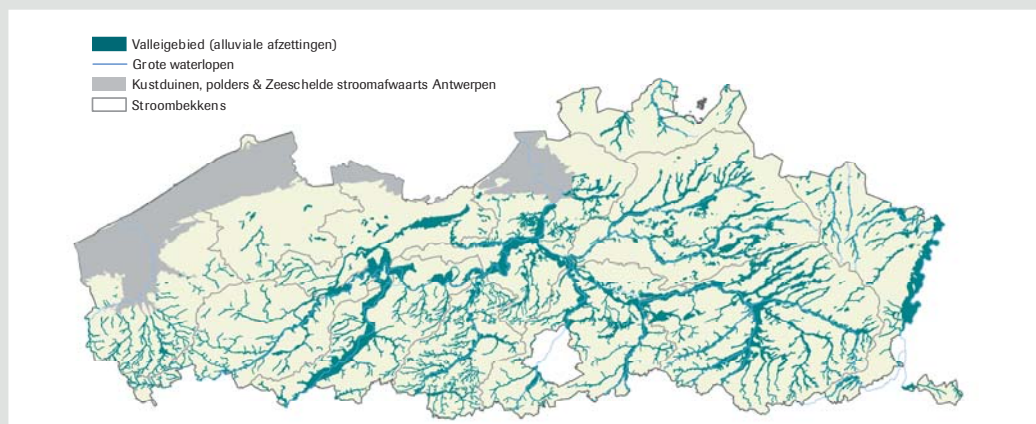 Valleigebied (alluviale afzettingen)
Grote waterlopen
Kustduinen, polders & Zeeschelde stroomafwaarts Antwerpen
Stroombekkens